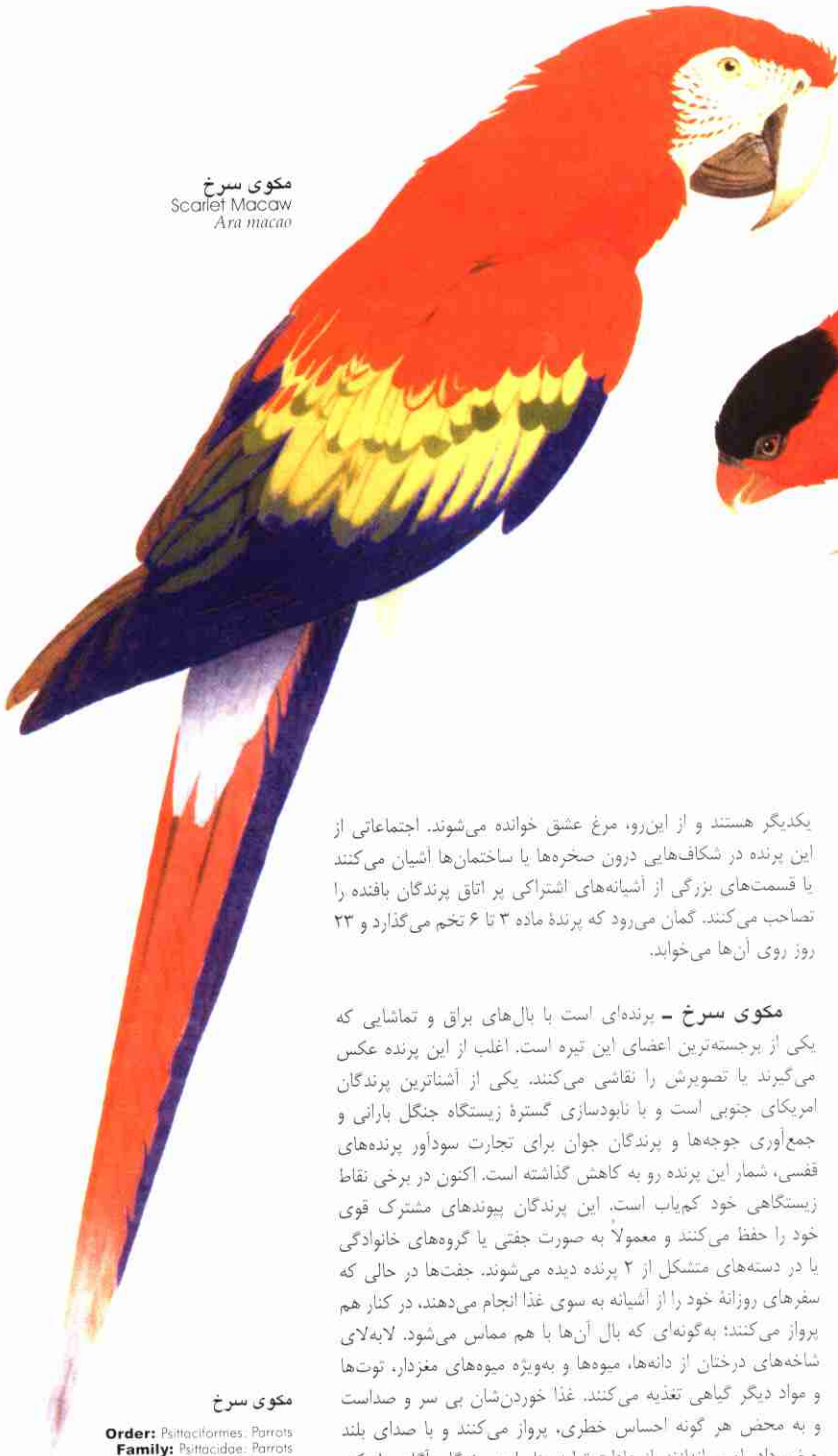 مکوی سرخ
Scarlet Macaw
Ara macao
یکدیگر هستند و از این‌رو، مرغ عشق خوانده می‌شوند. اجتماعاتی از
این پرنده در شکاف‌هایی درون صخره‌ها یا ساختمان‌ها آشیان می‌کنند
یا قسمت‌های بزرگی از آشیانه‌های اشتراکی پر اتاق پرندگان بافنده را
تصاحب می‌کنند. گمان می‌رود که پرندهٔ ماده ۳ تا ۶ تخم می‌گذارد و ۲۳
روز روی آن‌ها می‌خوابد.
مکوی سرخ ـ پرنده‌ای است با بال‌های براق و تماشایی که
یکی از برجسته‌ترین اعضای این تیره است. اغلب از این پرنده عکس
می‌گیرند یا تصویرش را نقاشی می‌کنند. یکی از آشناترین پرندگان
امریکای جنوبی است و با نابودسازی گسترهٔ زیستگاه جنگل بارانی و
جمع‌آوری جوجه‌ها و پرندگان جوان برای تجارت سودآور پرنده‌های
قفسی، شمار این پرنده رو به کاهش گذاشته است. اکنون در برخی نقاط
زیستگاهی خود کم‌یاب است. این پرندگان پیوندهای مشترک قوی
خود را حفظ می‌کنند و معمولاً به صورت جفتی یا گروه‌های خانوادگی
یا در دسته‌های متشکل از ۲ پرنده دیده می‌شوند. جفت‌ها در حالی که
سفرهای روزانهٔ خود را از آشیانه به سوی غذا انجام می‌دهند، در کنار هم
پرواز می‌کنند؛ به‌گونه‌ای که بال آن‌ها با هم مماس می‌شود. لابه‌لای
شاخه‌های درختان از دانه‌ها، میوه‌ها و به‌ویژه میوه‌های مغزدار، توت‌ها
و مواد دیگر گیاهی تغذیه می‌کنند. غذا خوردن‌شان بی سر و صداست
و به محض هر گونه احساس خطری، پرواز می‌کنند و با صدای بلند
مکوی سرخ
Order: Psittaciformes: Parrots
Family: Psittacidae: Parrots